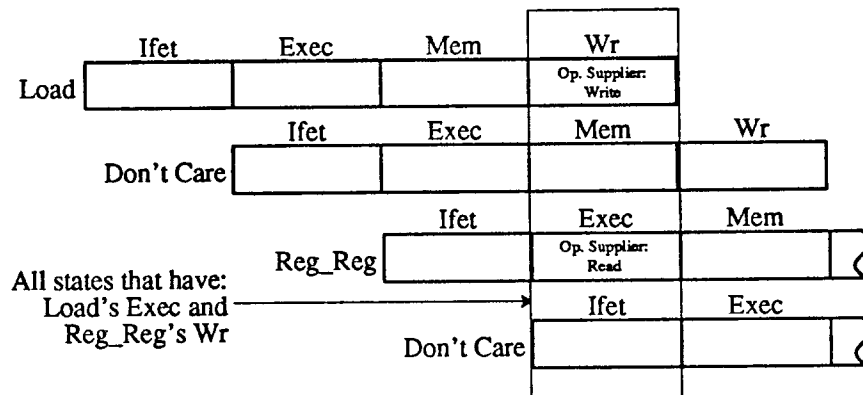 Ifet Exec Mem Wr
Load
Op. Supplier:
Write
Ifet Exec Mem Wr
Don't Care
Ifet Exec Mem
Reg_Reg
Op. Supplier:
Read
All states that have:
Load's Exec and
Reg_Reg's Wr
Ifet Exec
Don't Care